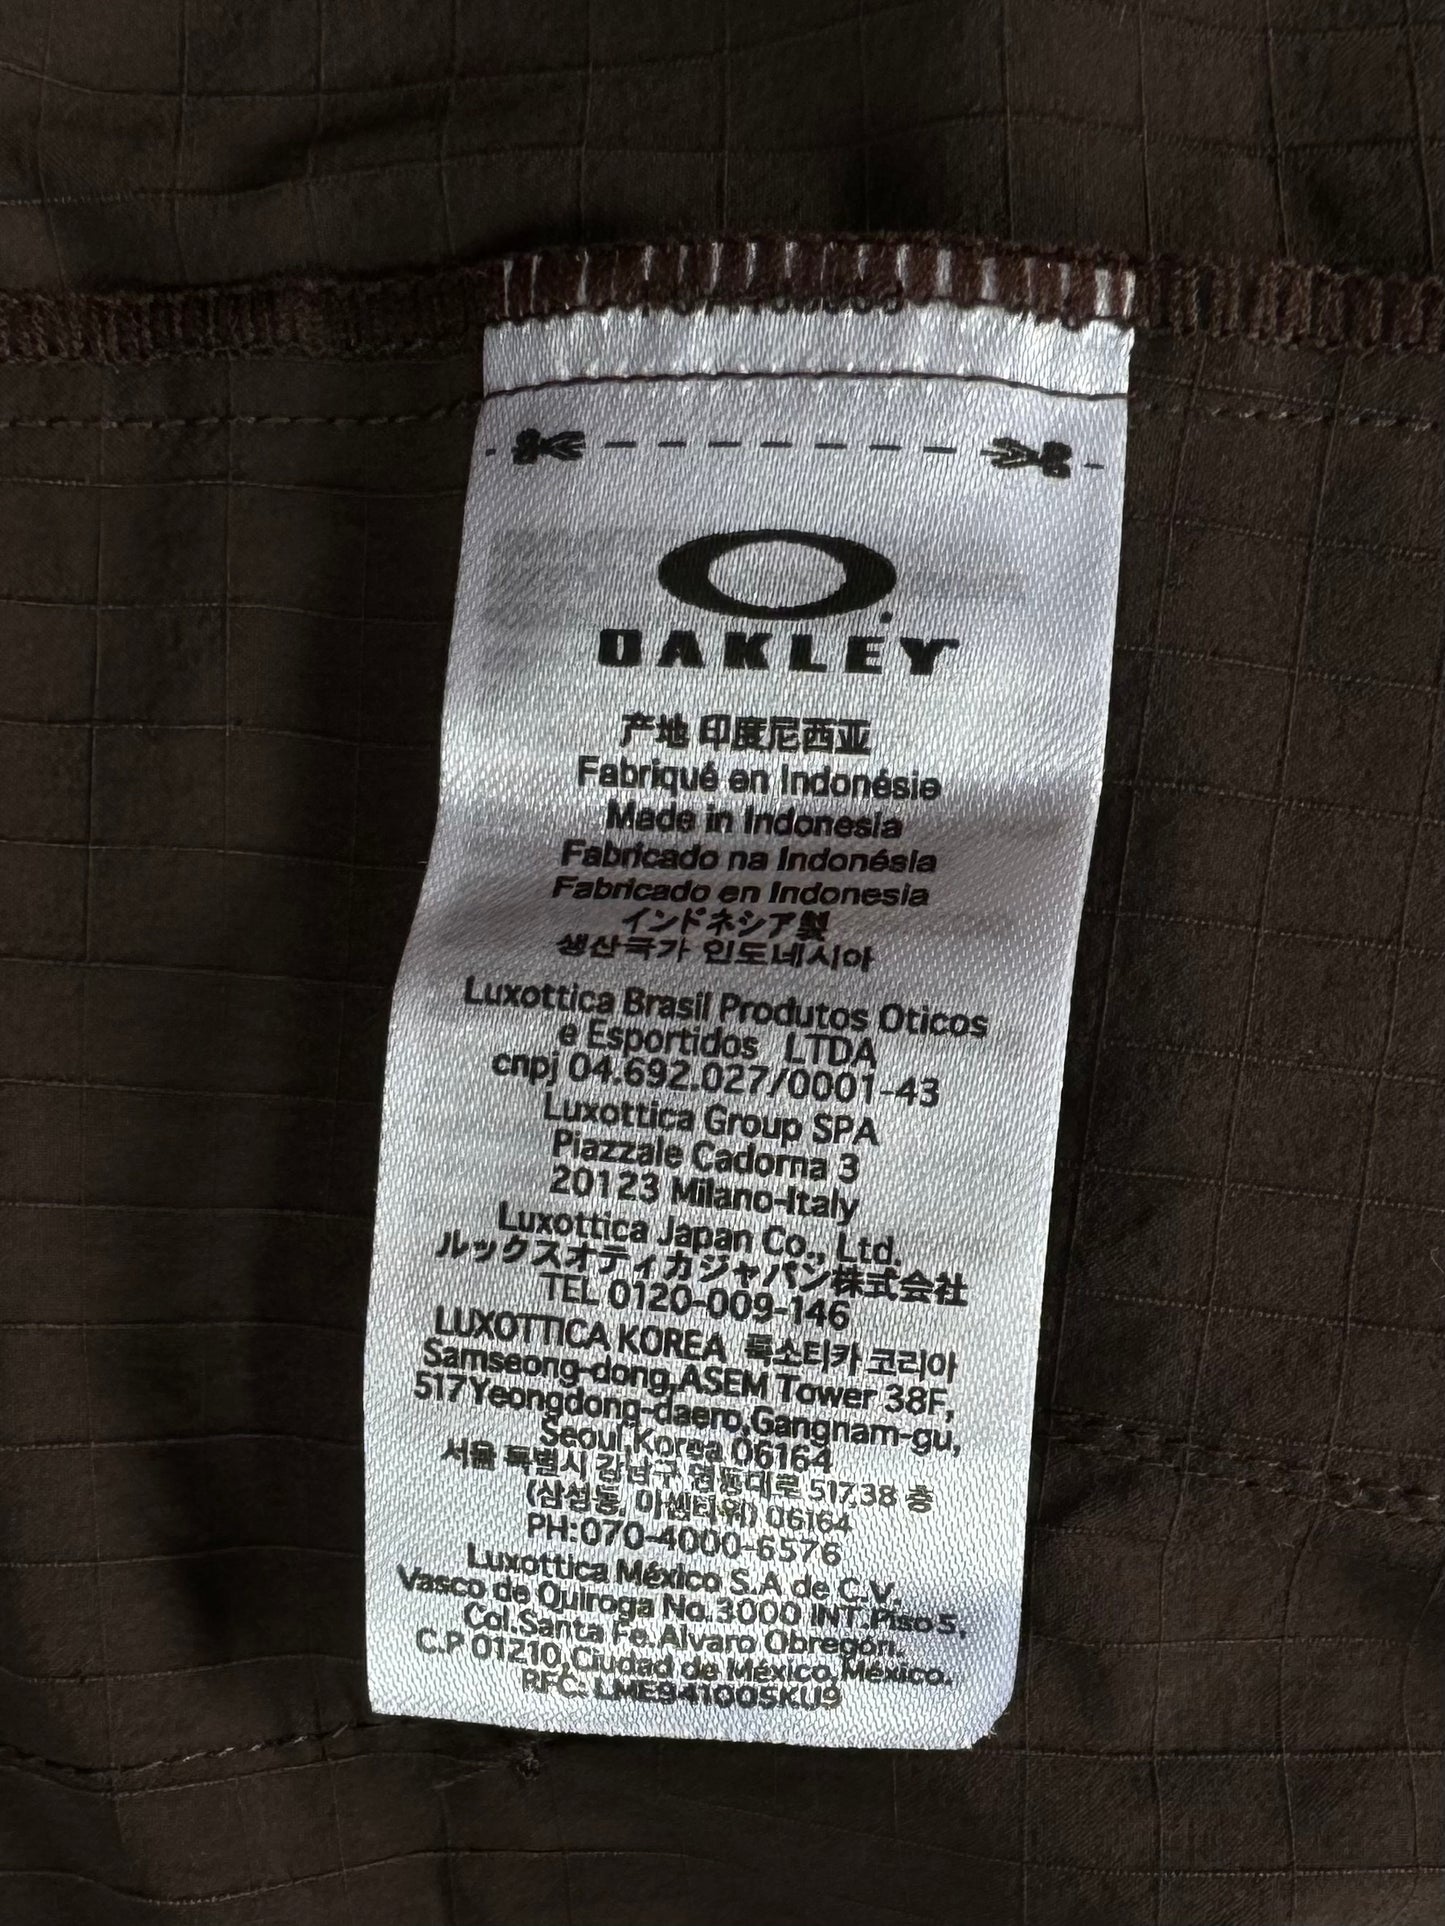 OAKLEY
产地 印度尼西亚
Fabriqué en Indonésie
Made in Indonesia
Fabricado na Indonésia
Fabricado en Indonesia
インドネシア製
생산국가 인도네시아
Luxottica Brasil Produtos Oticos
e Esportidos LTDA
cnpj 04.692.027/0001-43
Luxottica Group SPA
Piazzale Cadorna 3
20123 Milano-Italy
Luxottica Japan Co., Ltd.
ルックスオティカジャパン株式会社
TEL 0120-009-146
LUXOTTICA KOREA 룩소티카 코리아
Samseong-dong,ASEM Tower 38F,
517Yeongdong-daero,Gangnam-gu,
Seoul,Korea 06164
서울 특별시 강남구 영동대로 517,38 층
(삼성동, 아셈타워) 06164
PH:070-4000-6576
Luxottica México S.A de C.V.
Vasco de Quiroga No.3000 INT.Piso5,
Col.Santa Fe.Alvaro Obregón.
C.P 01210,Ciudad de México,México.
RFC: LME941005KU9